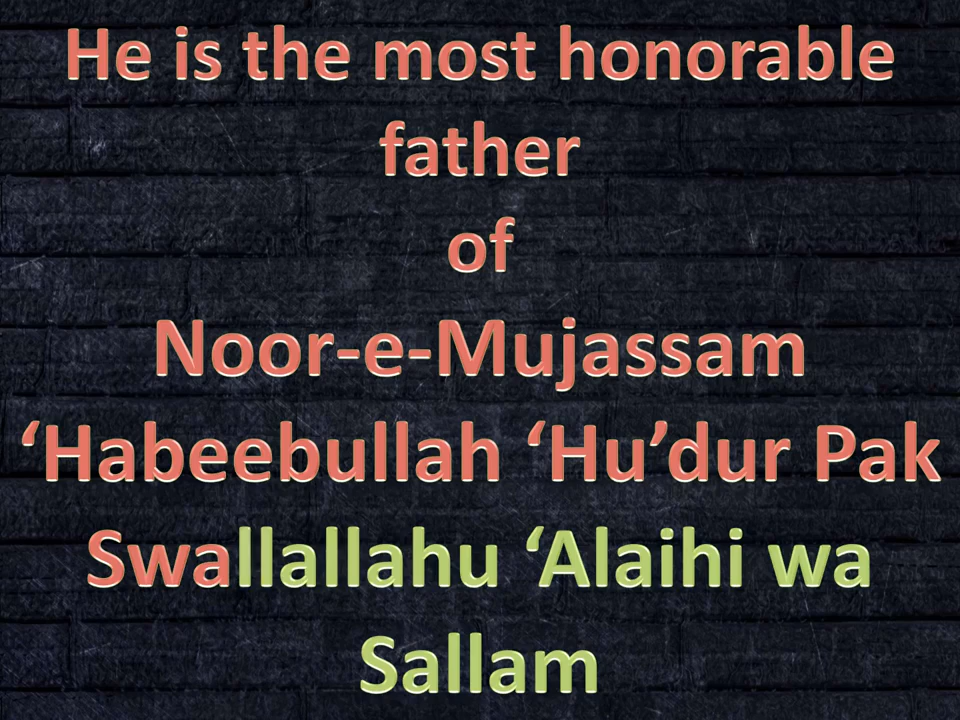 He is the most honorable
father
of
Noor-e-Mujassam
‘Habeebullah ‘Hu’dur Pak
Swallallahu ‘Alaihi wa
Sallam